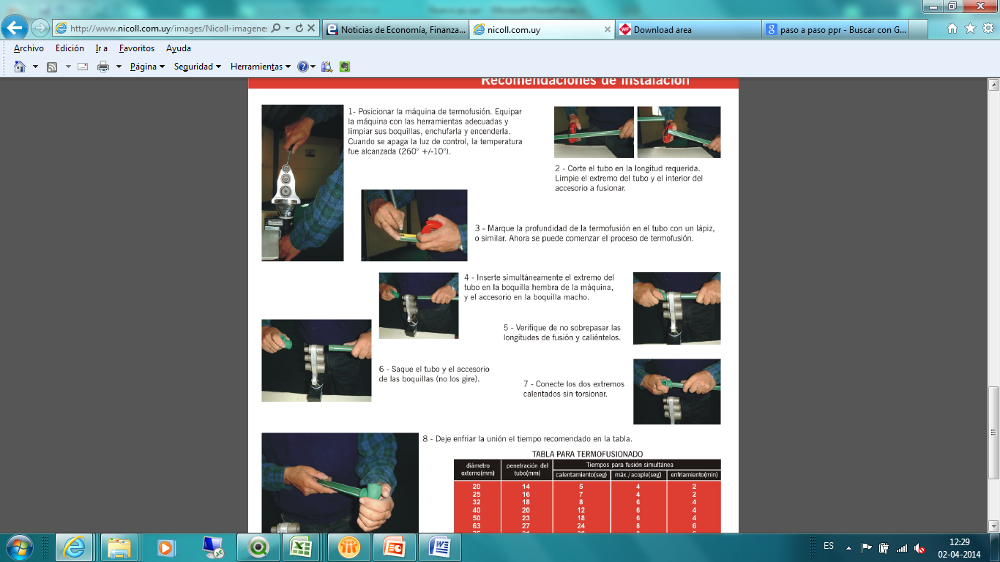 http://www.nicoll.com.uy/images/Nicoll-imagenes
Noticias de Economía, Finanza...
nicoll.com.uy
Download area
paso a paso ppr - Buscar con G...
Archivo Edición Ir a Favoritos Ayuda
Página Seguridad Herramientas
Recomendaciones de instalación
1- Posicionar la máquina de termofusión. Equipar
la máquina con las herramientas adecuadas y
limpiar sus boquillas, enchufarla y encenderla.
Cuando se apaga la luz de control, la temperatura
fue alcanzada (260° +/-10°).
2 - Corte el tubo en la longitud requerida.
Limpie el extremo del tubo y el interior del
accesorio a fusionar.
3 - Marque la profundidad de la termofusión en el tubo con un lápiz,
o similar. Ahora se puede comenzar el proceso de termofusión.
4 - Inserte simultáneamente el extremo del
tubo en la boquilla hembra de la máquina,
y el accesorio en la boquilla macho.
5 - Verifique de no sobrepasar las
longitudes de fusión y caliéntelos.
6 - Saque el tubo y el accesorio
de las boquillas (no los gire).
7 - Conecte los dos extremos
calentados sin torsionar.
8 - Deje enfriar la unión el tiempo recomendado en la tabla.
TABLA PARA TERMOFUSIONADO
diámetro externo(mm) penetración del tubo(mm) Tiempos para fusión simultánea
calentamiento(seg) máx./acople(seg) enfriamiento(min)
20 14 5 4 2
25 16 7 4 2
32 18 8 6 4
40 20 12 6 4
50 23 18 6 4
63 27 24 8 6
ES
12:29
02-04-2014